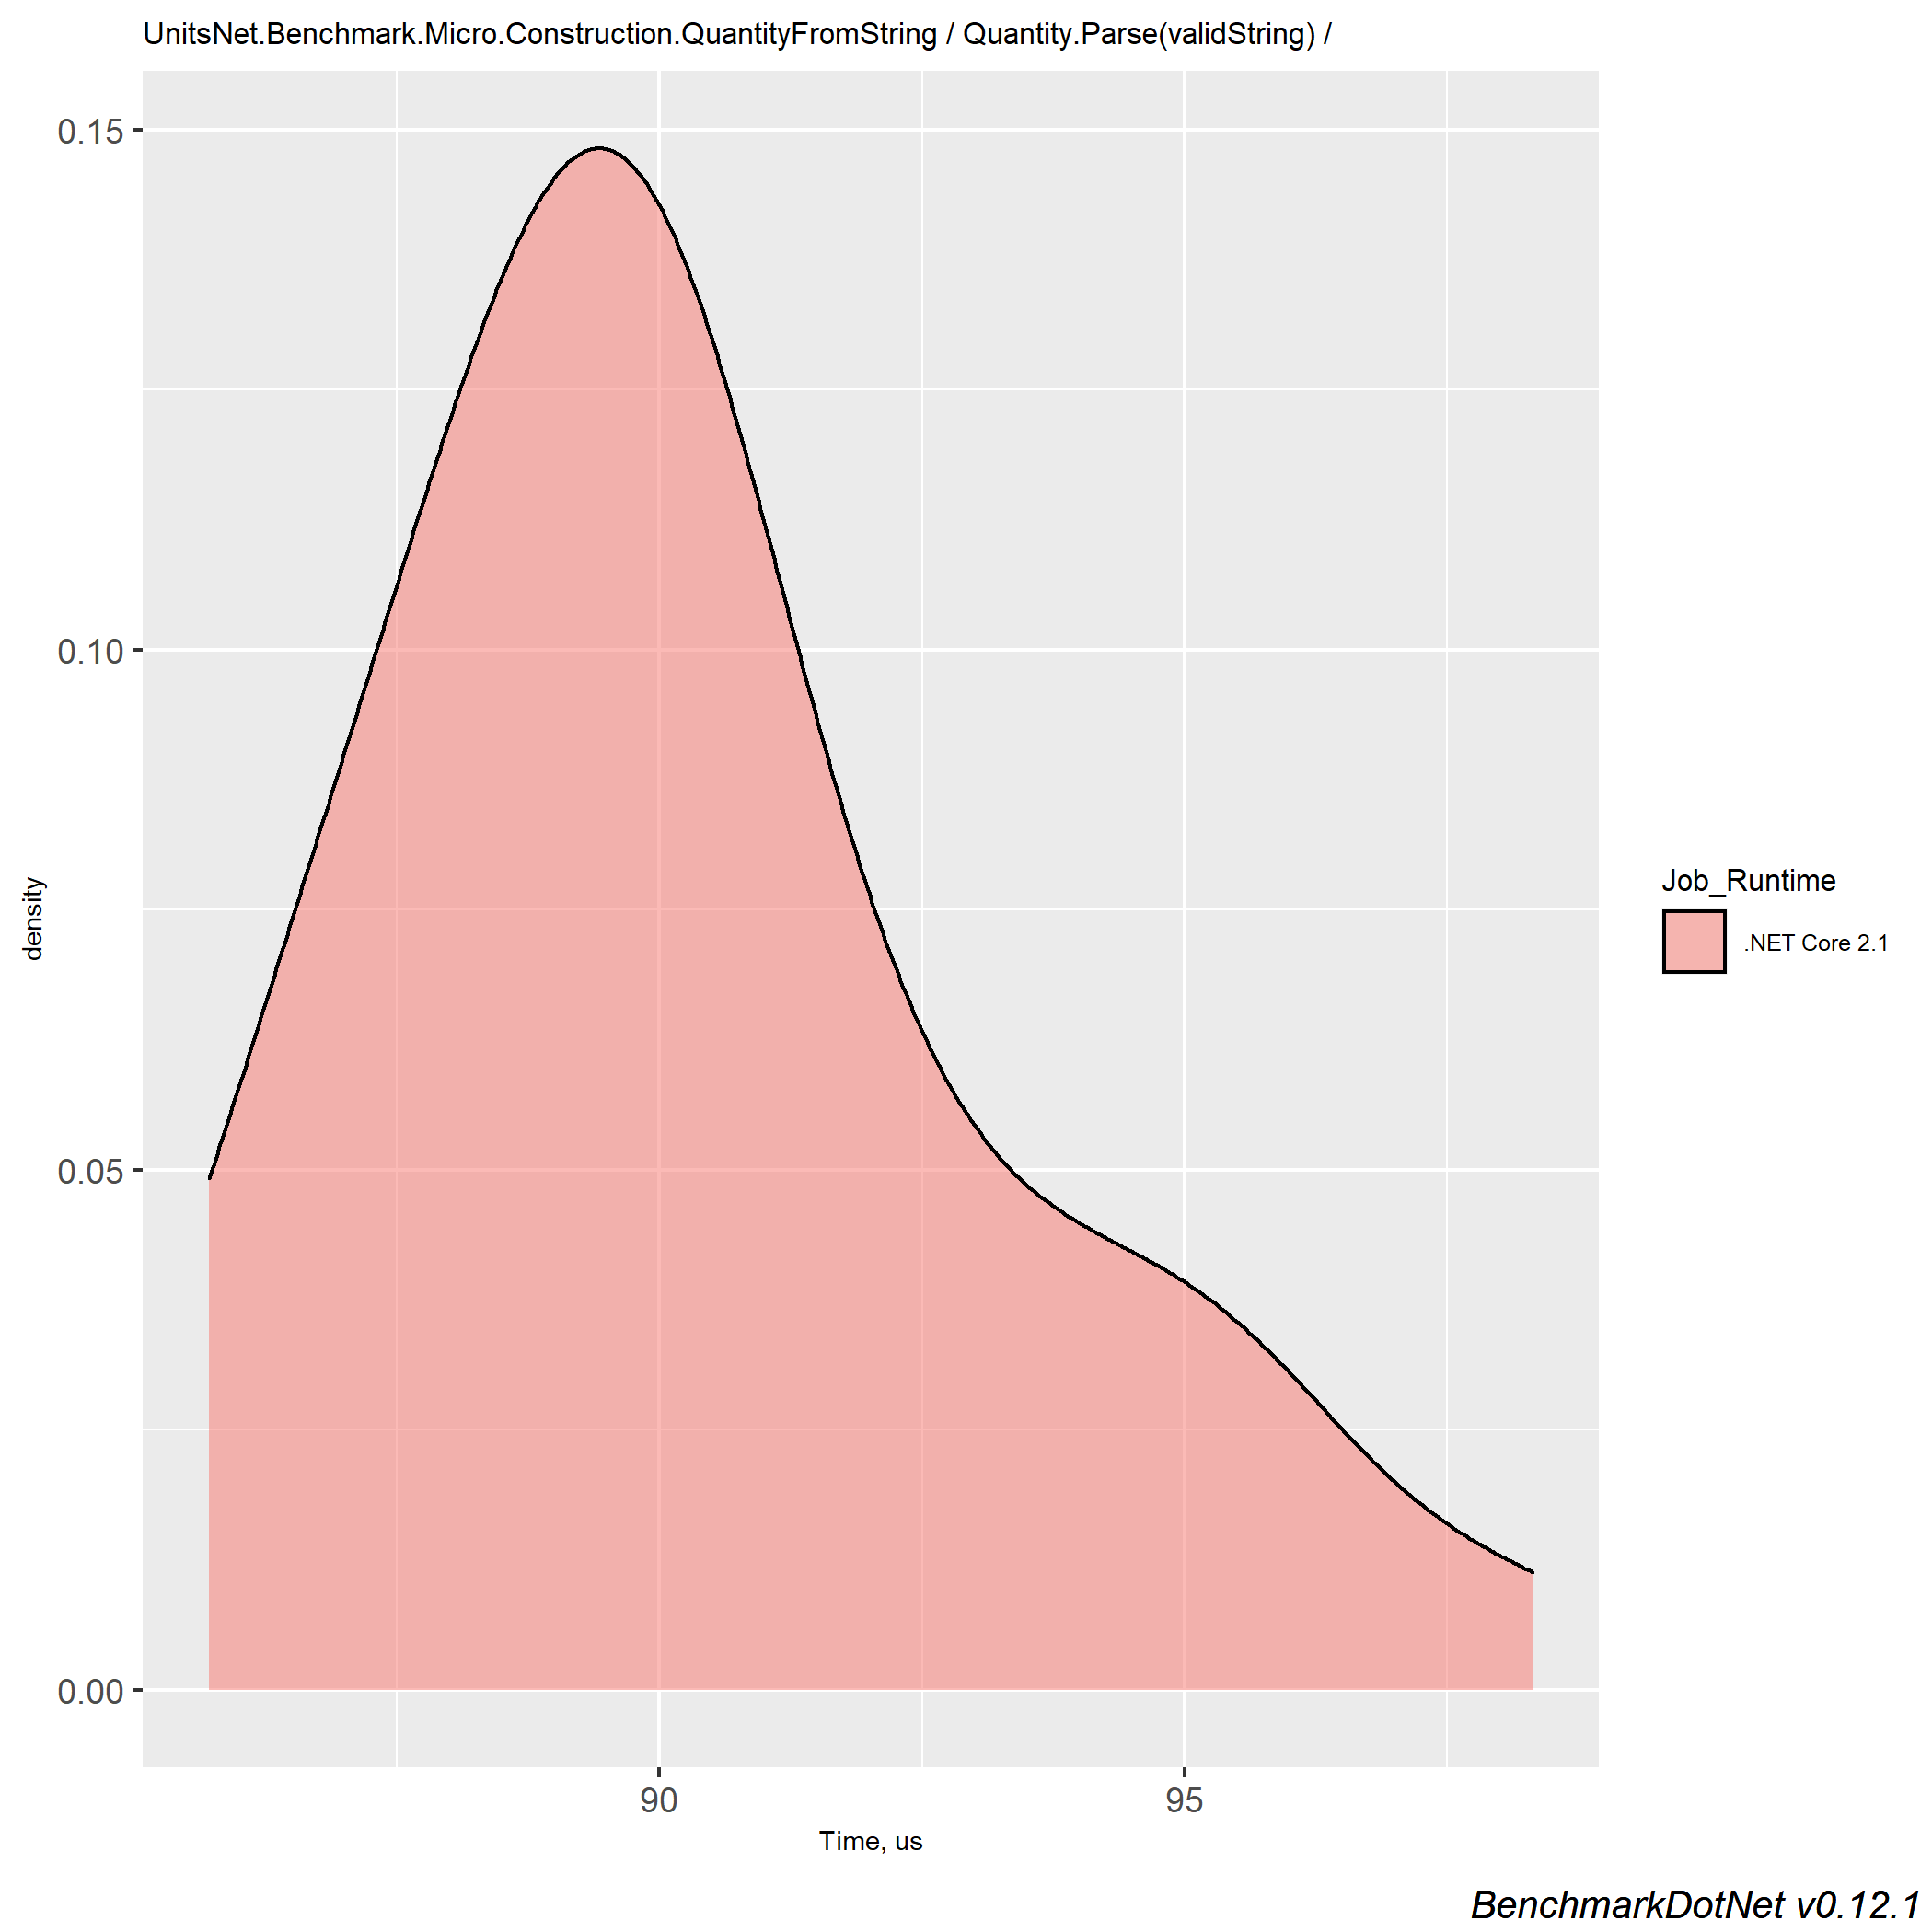 UnitsNet.Benchmark.Micro.Construction.QuantityFromString / Quantity.Parse(validString) /
0.15
0.10
0.05
0.00
density
90 95
Time, us
Job_Runtime
.NET Core 2.1
BenchmarkDotNet v0.12.1